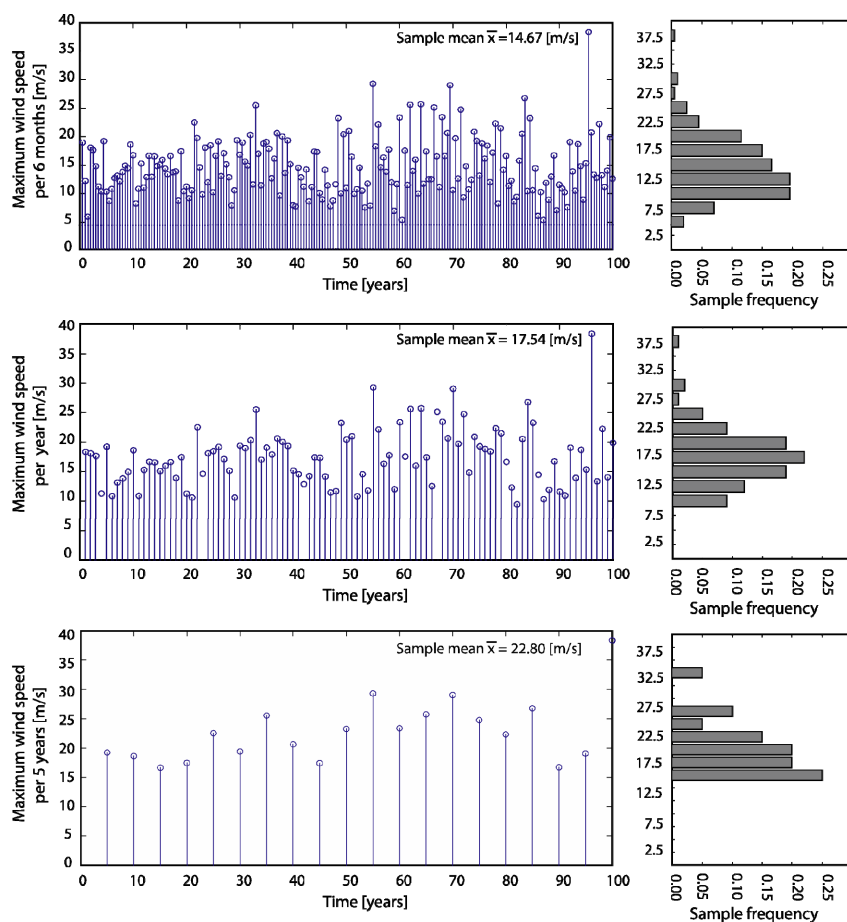 Maximum wind speed
per 6 months [m/s]
40
35
30
25
20
15
10
5
0
Sample mean x̅ =14.67 [m/s]
0 10 20 30 40 50 60 70 80 90 100
Time [years]
37.5
32.5
27.5
22.5
17.5
12.5
7.5
2.5
0.00 0.05 0.10 0.15 0.20 0.25
Sample frequency
Maximum wind speed
per year [m/s]
40
35
30
25
20
15
10
5
0
Sample mean x̅ = 17.54 [m/s]
0 10 20 30 40 50 60 70 80 90 100
Time [years]
37.5
32.5
27.5
22.5
17.5
12.5
7.5
2.5
0.00 0.05 0.10 0.15 0.20 0.25
Sample frequency
Maximum wind speed
per 5 years [m/s]
40
35
30
25
20
15
10
5
0
Sample mean x̅ = 22.80 [m/s]
0 10 20 30 40 50 60 70 80 90 100
Time [years]
37.5
32.5
27.5
22.5
17.5
12.5
7.5
2.5
0.00 0.05 0.10 0.15 0.20 0.25
Sample frequency